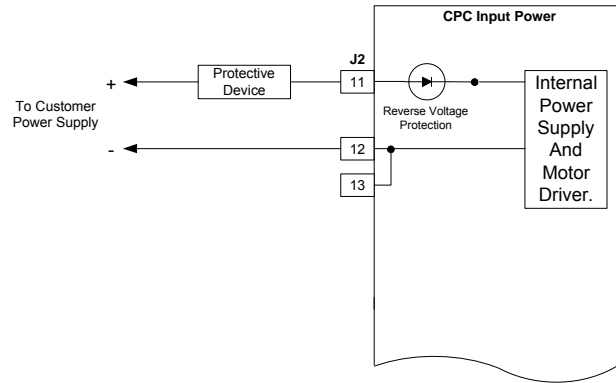 CPC Input Power
J2
+
Protective
Device
11
Reverse Voltage
Protection
To Customer
Power Supply
-
12
13
Internal
Power
Supply
And
Motor
Driver.